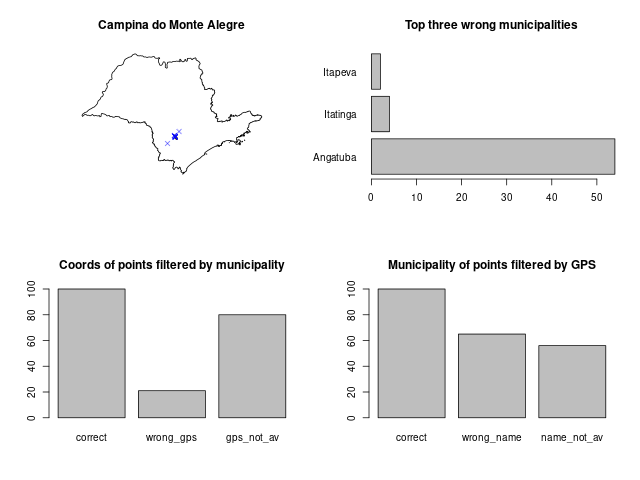 Campina do Monte Alegre
Top three wrong municipalities
Itapeva
Itatinga
Angatuba
0 10 20 30 40 50
Coords of points filtered by municipality
100
80
60
40
20
0
correct wrong_gps gps_not_av
Municipality of points filtered by GPS
100
80
60
40
20
0
correct wrong_name name_not_av